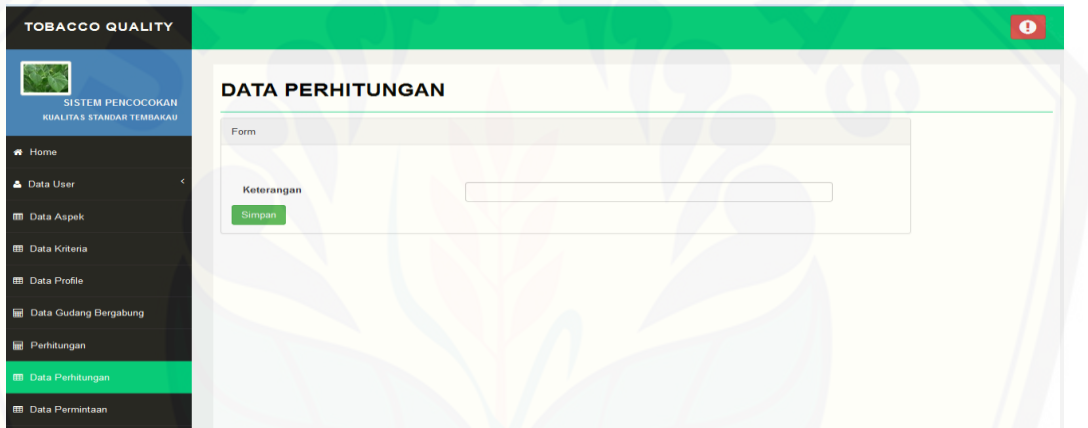 TOBACCO QUALITY
SISTEM PENCOCOKAN
KUALITAS STANDAR TEMBAKAU
Home
Data User
Data Aspek
Data Kriteria
Data Profile
Data Gudang Bergabung
Perhitungan
Data Perhitungan
Data Permintaan
DATA PERHITUNGAN
Form
Keterangan
Simpan